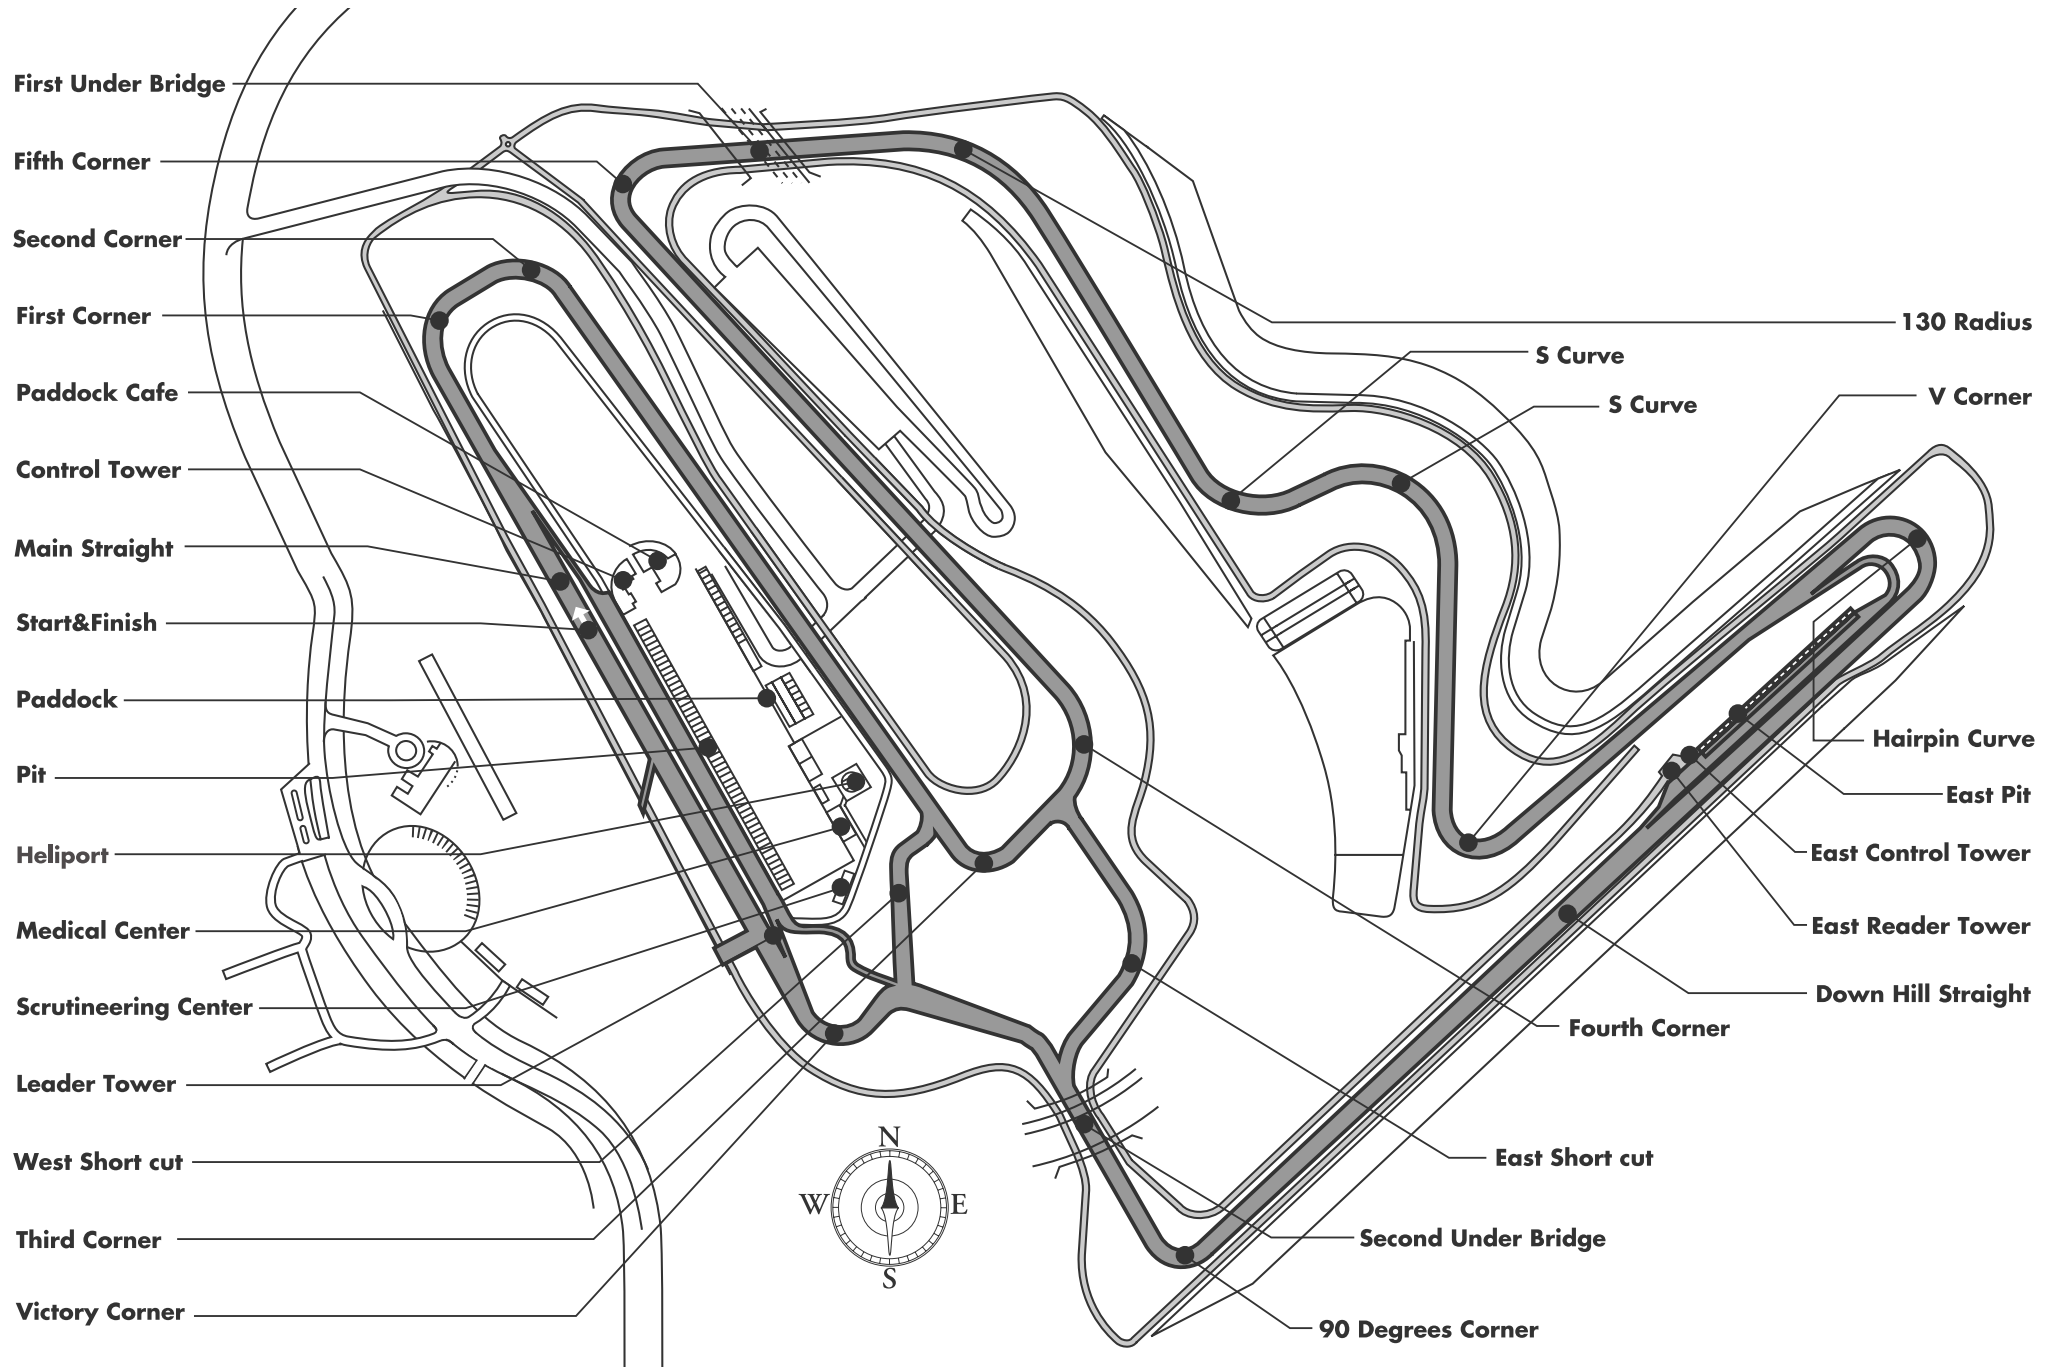 First Under Bridge
Fifth Corner
Second Corner
First Corner
Paddock Cafe
Control Tower
Main Straight
Start&Finish
Paddock
Pit
Heliport
Medical Center
Scrutineering Center
Leader Tower
West Short cut
Third Corner
Victory Corner
130 Radius
S Curve
S Curve
V Corner
Hairpin Curve
East Pit
East Control Tower
East Reader Tower
Down Hill Straight
Fourth Corner
East Short cut
Second Under Bridge
90 Degrees Corner
N
W
E
S